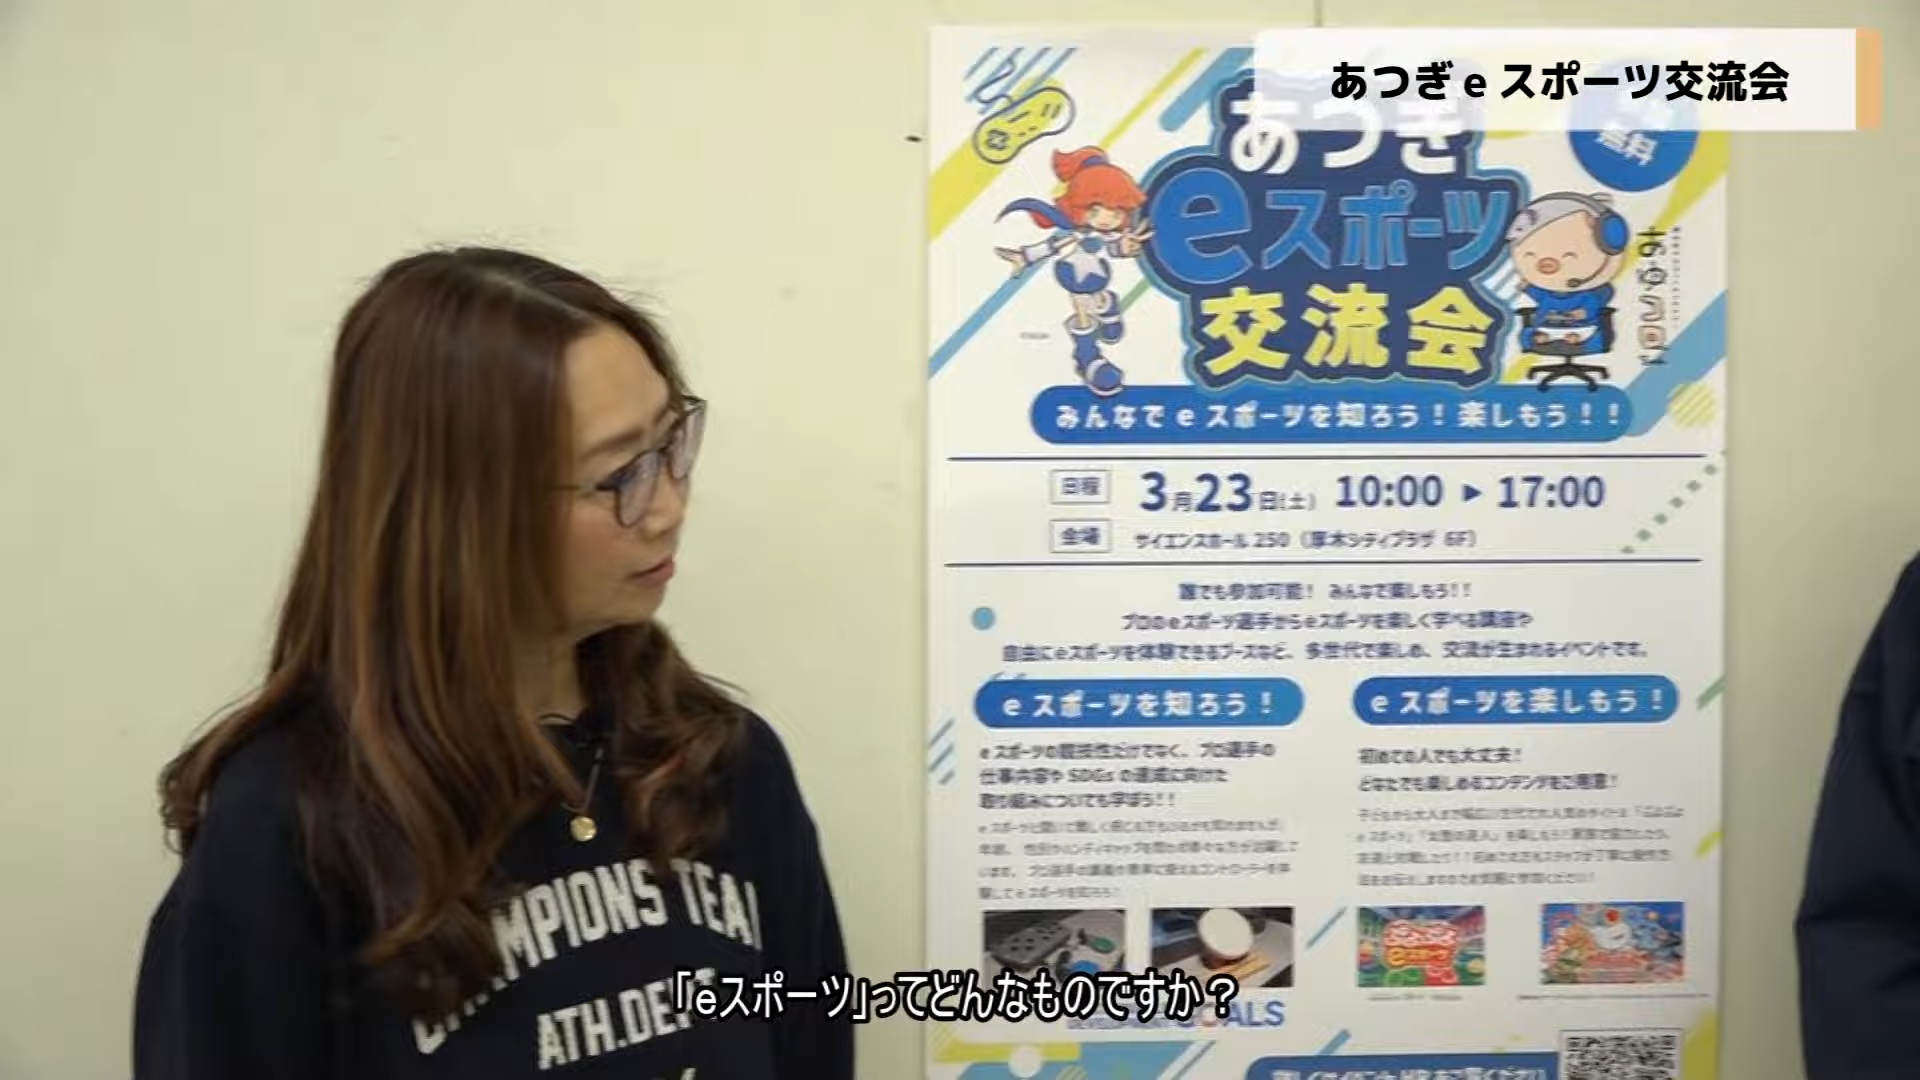 あつぎeスポーツ交流会
あつぎ
eスポーツ
交流会
無料
おゆコロ
みんなで e スポーツを知ろう！楽しもう！！
日程 3月23日(土) 10:00 ▶ 17:00
会場 サイエンスホール 250（厚木シティプラザ 6F）
誰でも参加可能！ みんなで楽しもう！！
プロのeスポーツ選手からeスポーツを楽しく学べる講座や
自由にeスポーツを体験できるブースなど、多世代で楽しめ、交流が生まれるイベントです。
e スポーツを知ろう！
e スポーツの競技性だけでなく、プロ選手の
仕事内容や SDGs の達成に向けた
取り組みについても学ぼう！！
e スポーツを楽しもう！
初めての人でも大丈夫！
どなたでも楽しめるコンテンツをご用意！
CHAMPIONS TEAM
ATH.DEPT
「eスポーツ」ってどんなものですか？
GOALS